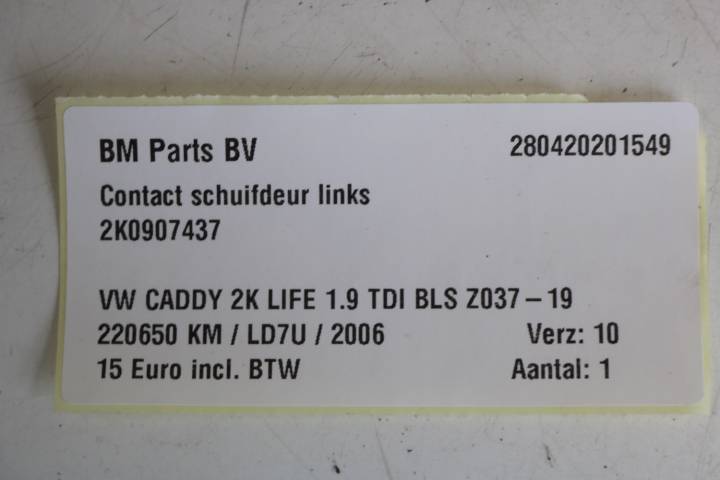 BM Parts BV 280420201549
Contact schuifdeur links
2K0907437
VW CADDY 2K LIFE 1.9 TDI BLS Z037-19
220650 KM / LD7U / 2006 Verz: 10
15 Euro incl. BTW Aantal: 1